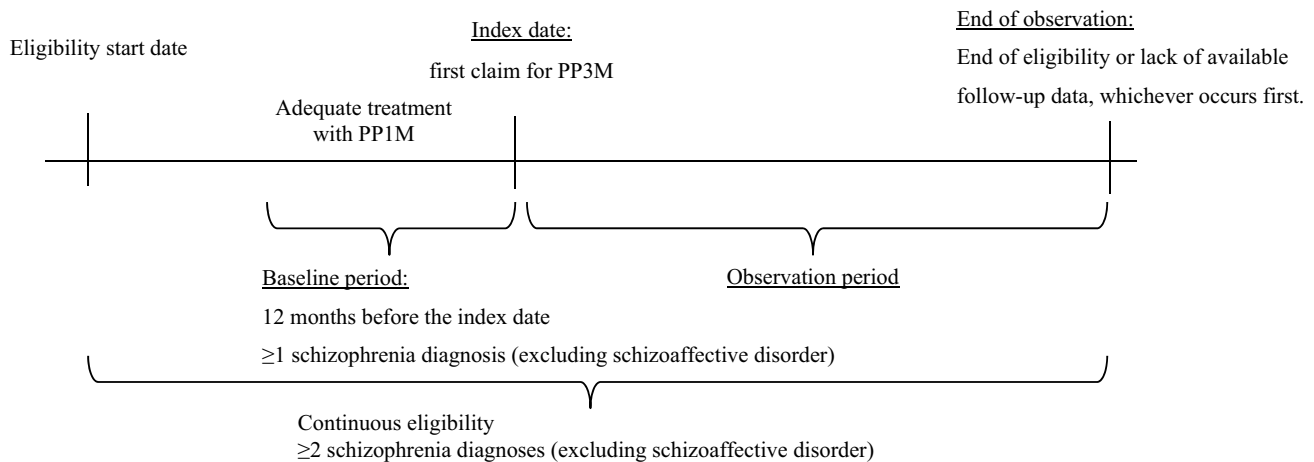 Eligibility start date
Index date:
first claim for PP3M
End of observation:
End of eligibility or lack of available
follow-up data, whichever occurs first.
Adequate treatment
with PP1M
Baseline period:
12 months before the index date
≥1 schizophrenia diagnosis (excluding schizoaffective disorder)
Observation period
Continuous eligibility
≥2 schizophrenia diagnoses (excluding schizoaffective disorder)